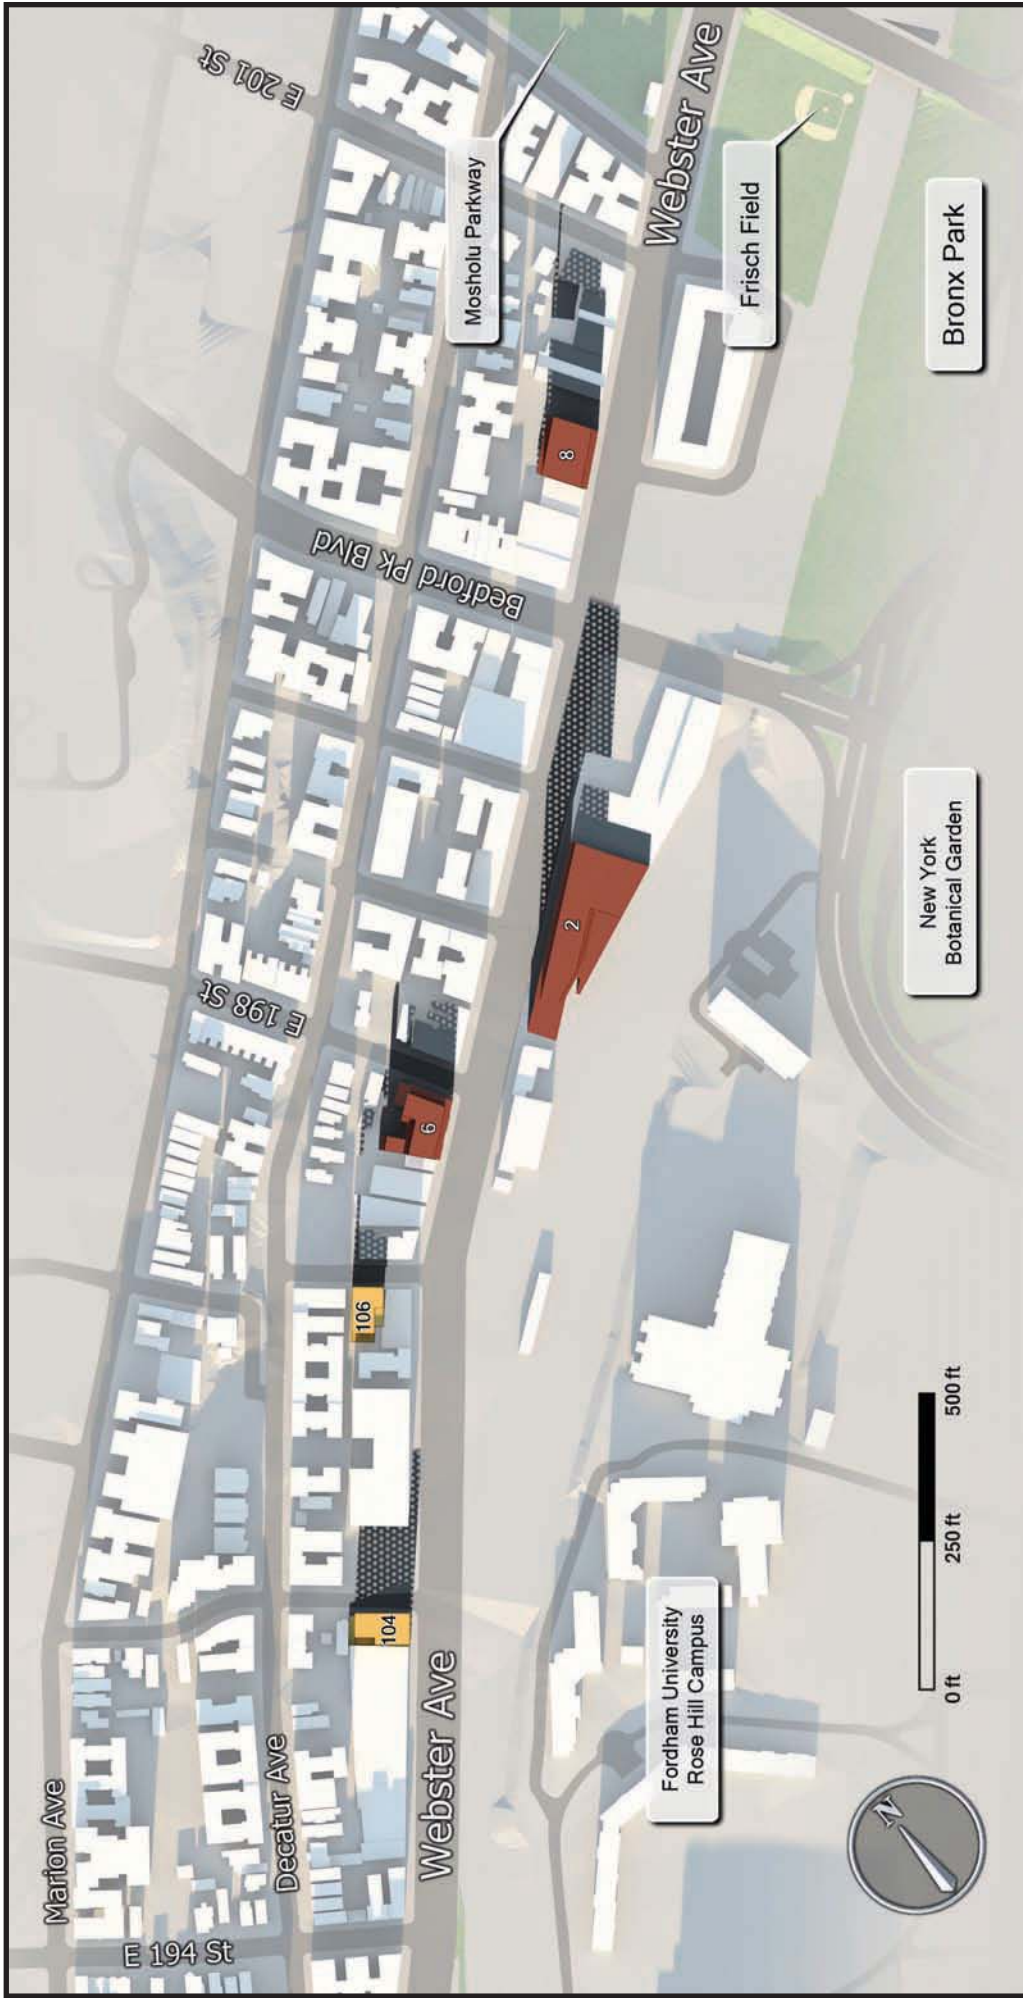 Marion Ave
Decatur Ave
E 194 St
Webster Ave
E 198 St
Bedford Pk Blvd
E 201 St
Webster Ave
Mosholu Parkway
Frisch Field
Bronx Park
New York
Botanical Garden
Fordham University
Rose Hill Campus
104
106
6
2
8
0 ft
250 ft
500 ft
N